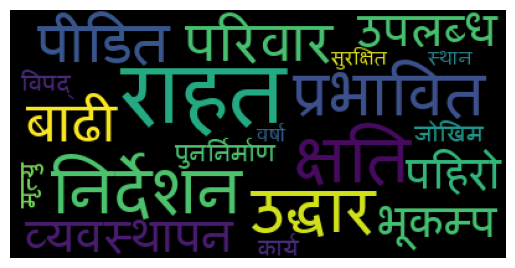 पीडित परिवार उपलब्ध
सुरक्षित स्थान
विपद् राहत प्रभावित
बाढी वर्षा जोखिम
पुनर्निर्माण क्षति पहिरो
मृत्यु निर्देशन उद्धार भूकम्प
व्यवस्थापन कार्य